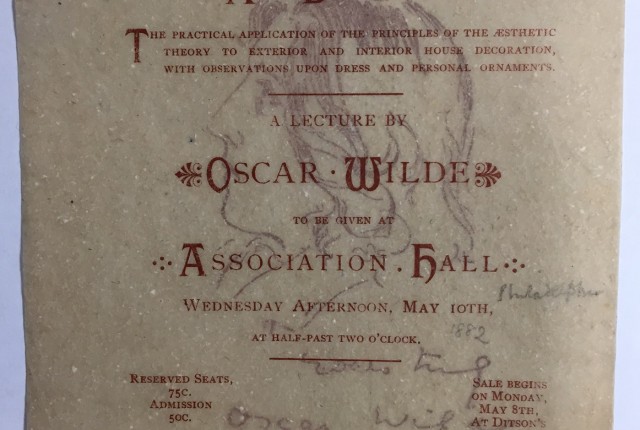 THE PRACTICAL APPLICATION OF THE PRINCIPLES OF THE ÆSTHETIC
THEORY TO EXTERIOR AND INTERIOR HOUSE DECORATION,
WITH OBSERVATIONS UPON DRESS AND PERSONAL ORNAMENTS.
A LECTURE BY
OSCAR · WILDE
TO BE GIVEN AT
ASSOCIATION . HALL
Philadelphia
WEDNESDAY AFTERNOON, MAY 10TH,
1882
AT HALF-PAST TWO O'CLOCK.
RESERVED SEATS,
75C.
ADMISSION
50C.
SALE BEGINS
ON MONDAY,
MAY 8TH,
AT DITSON'S
Oscar Wil